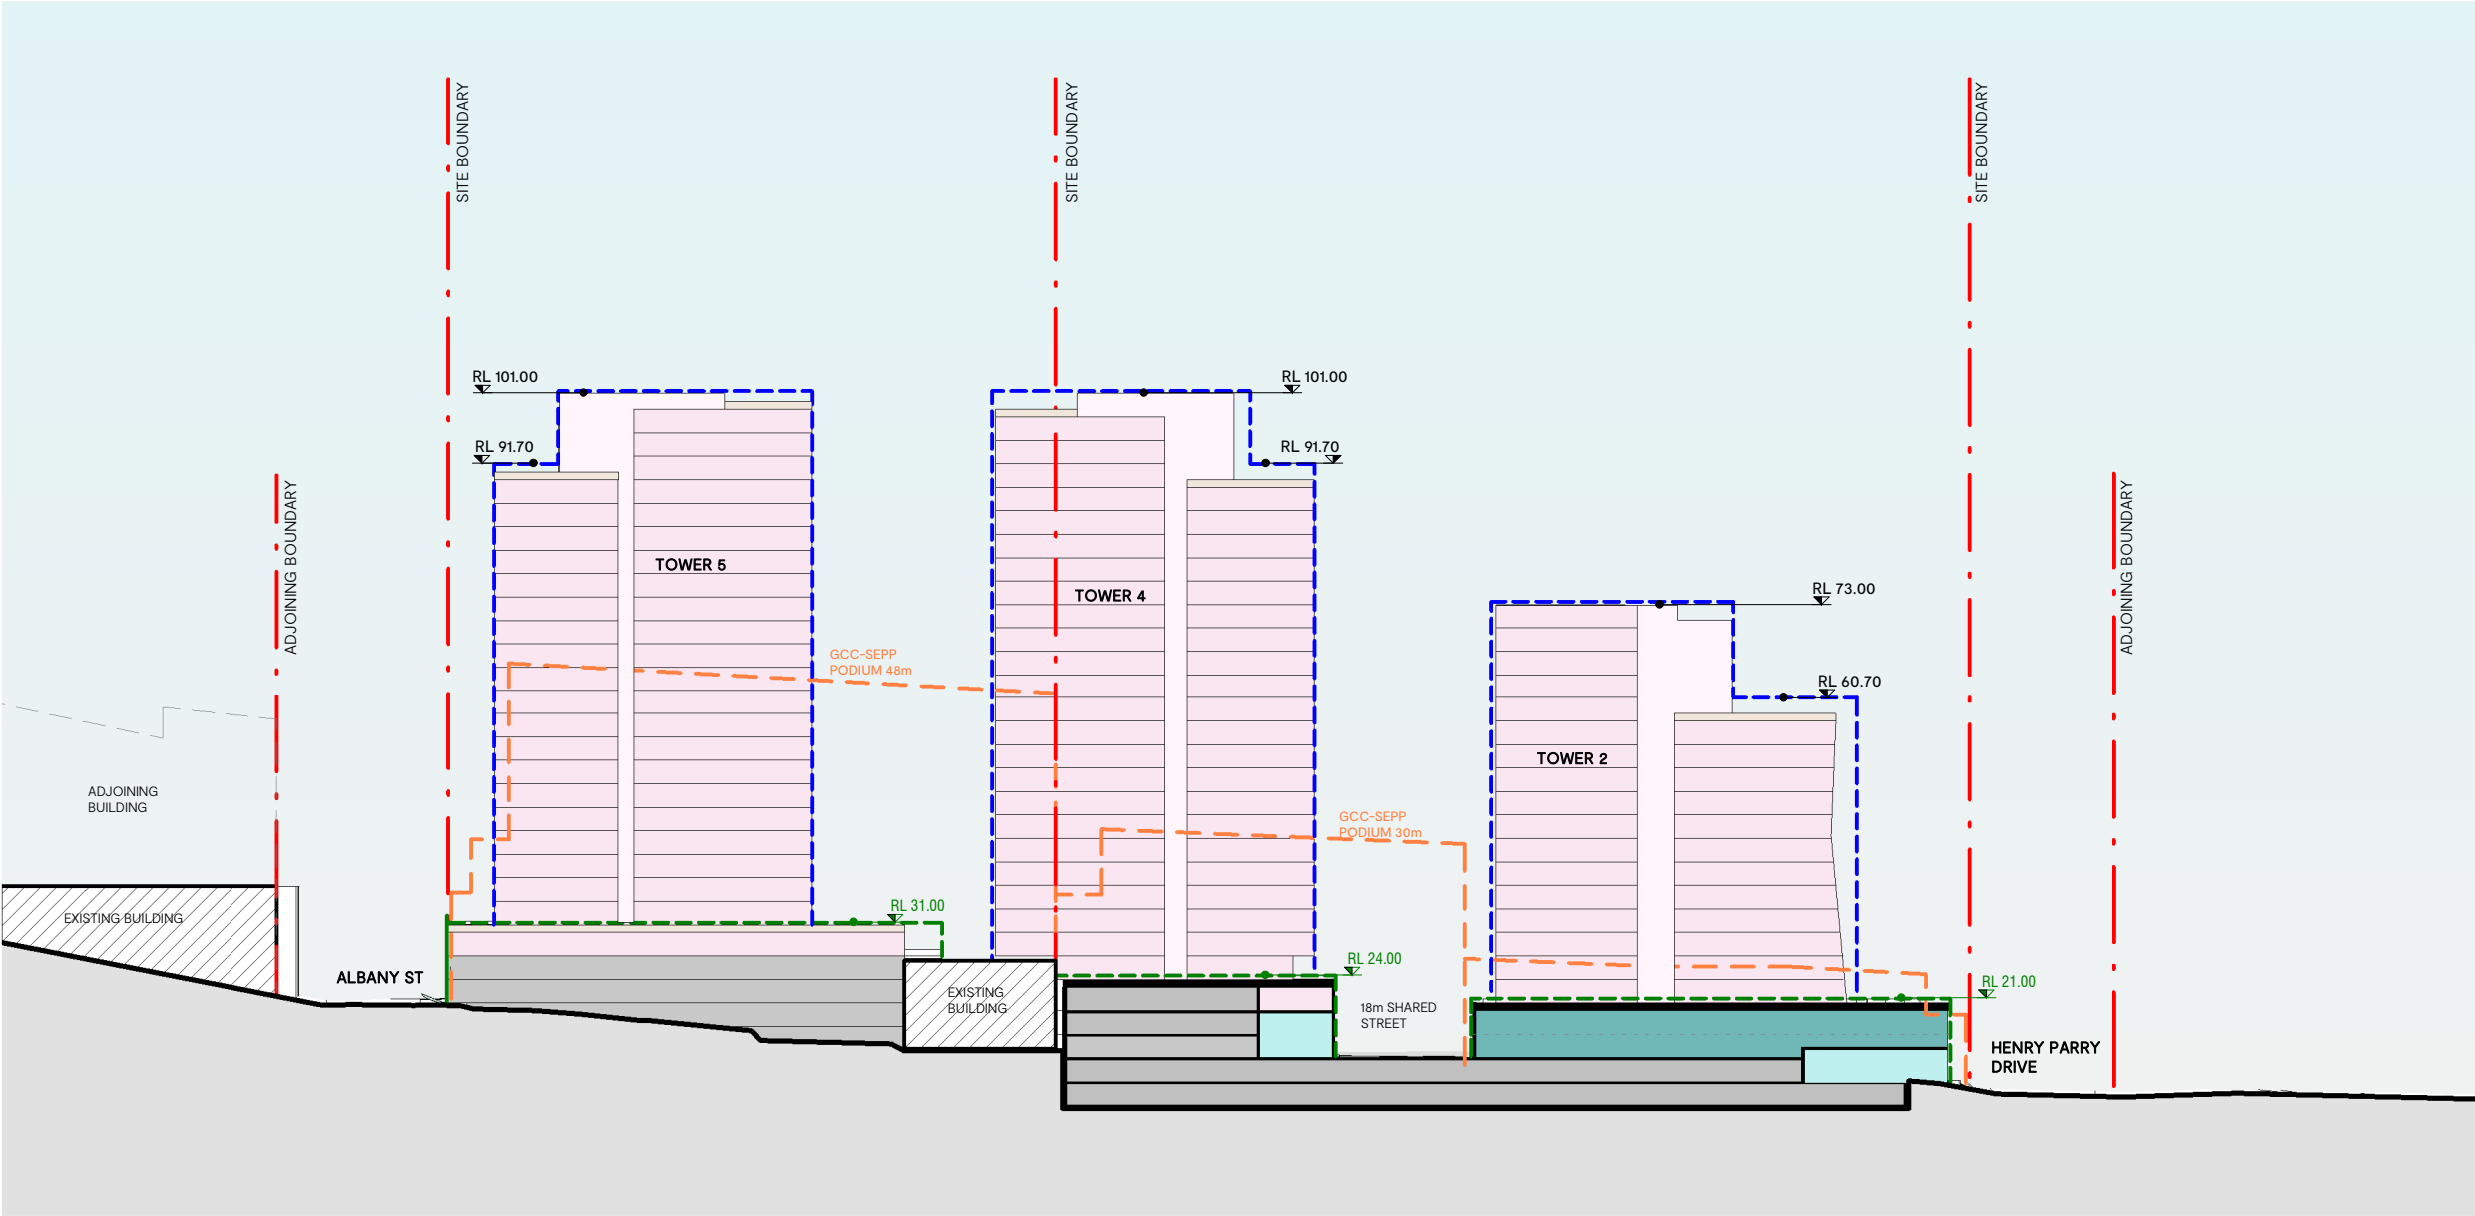 SITE BOUNDARY
SITE BOUNDARY
SITE BOUNDARY
RL 101.00
RL 101.00
RL 91.70
RL 91.70
ADJOINING BOUNDARY
ADJOINING BOUNDARY
TOWER 5
TOWER 4
RL 73.00
GCC-SEPP
PODIUM 48m
RL 60.70
TOWER 2
ADJOINING
BUILDING
GCC-SEPP
PODIUM 30m
EXISTING BUILDING
RL 31.00
ALBANY ST
RL 24.00
RL 21.00
EXISTING
BUILDING
18m SHARED
STREET
HENRY PARRY
DRIVE